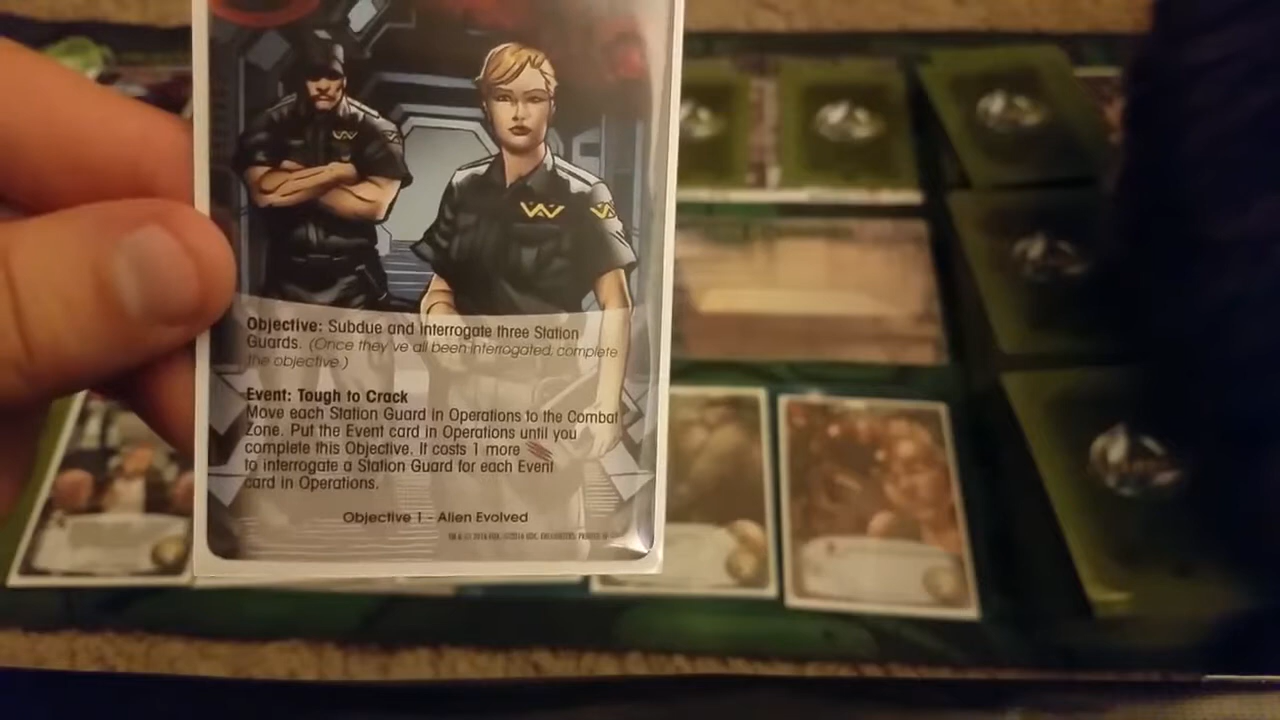 Objective: Subdue and interrogate three Station
Guards. (Once they've all been interrogated, complete
the objective.)
Event: Tough to Crack
Move each Station Guard in Operations to the Combat
Zone. Put the Event card in Operations until you
complete this Objective. It costs 1 more
to interrogate a Station Guard for each Event
card in Operations.
Objective 1 - Alien Evolved